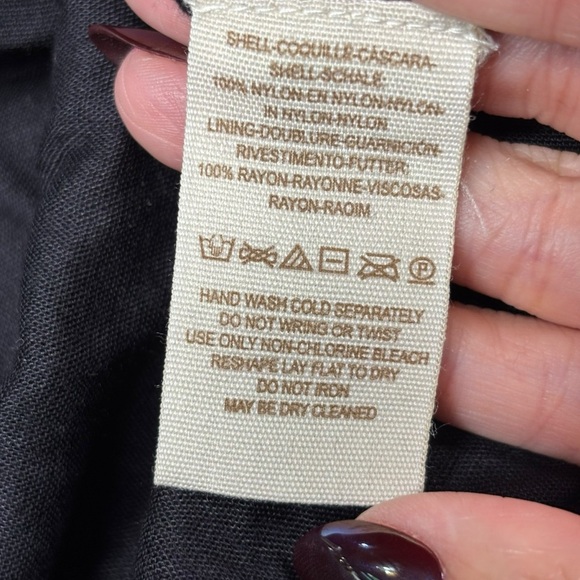 SHELL-COQUILLE-CASCARA-
SHELL-SCHALE
100% NYLON-EN NYLON-NYLON-
IN NYLON-NYLON
LINING-DOUBLURE-GUARNICIÓN-
RIVESTIMENTO-FUTTER
100% RAYON-RAYONNE-VISCOSAS-
RAYON-RAOIM
P
HAND WASH COLD SEPARATELY
DO NOT WRING OR TWIST
USE ONLY NON-CHLORINE BLEACH
RESHAPE LAY FLAT TO DRY
DO NOT IRON
MAY BE DRY CLEANED